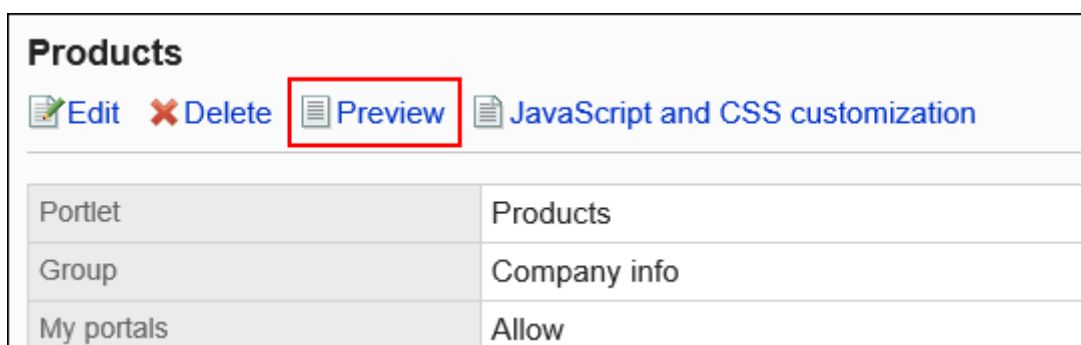 Products
Edit Delete Preview JavaScript and CSS customization
Portlet Products
Group Company info
My portals Allow